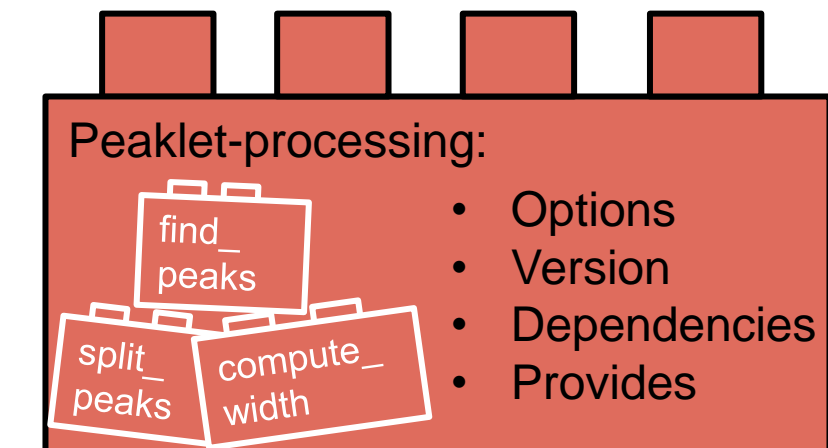 Peaklet-processing:
find_
peaks
split_
peaks
compute_
width
• Options
• Version
• Dependencies
• Provides